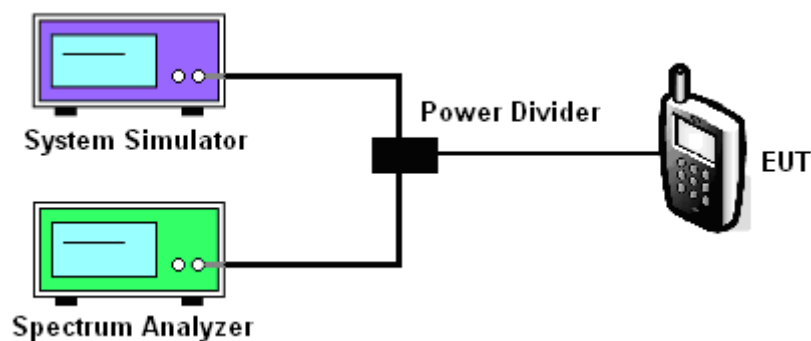 System Simulator
Power Divider
EUT
Spectrum Analyzer